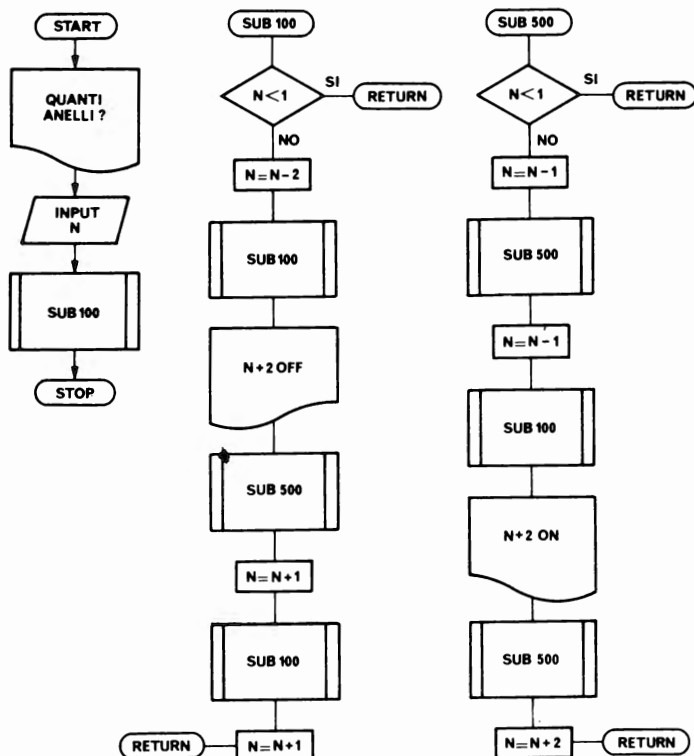 START
QUANTI
ANELLI ?
INPUT
N
SUB 100
STOP
SUB 100
N<1
SI
RETURN
NO
N=N-2
SUB 100
N+2 OFF
SUB 500
N=N+1
SUB 100
N=N+1
RETURN
SUB 500
N<1
SI
RETURN
NO
N=N-1
SUB 500
N=N-1
SUB 100
N+2 ON
SUB 500
N=N+2
RETURN